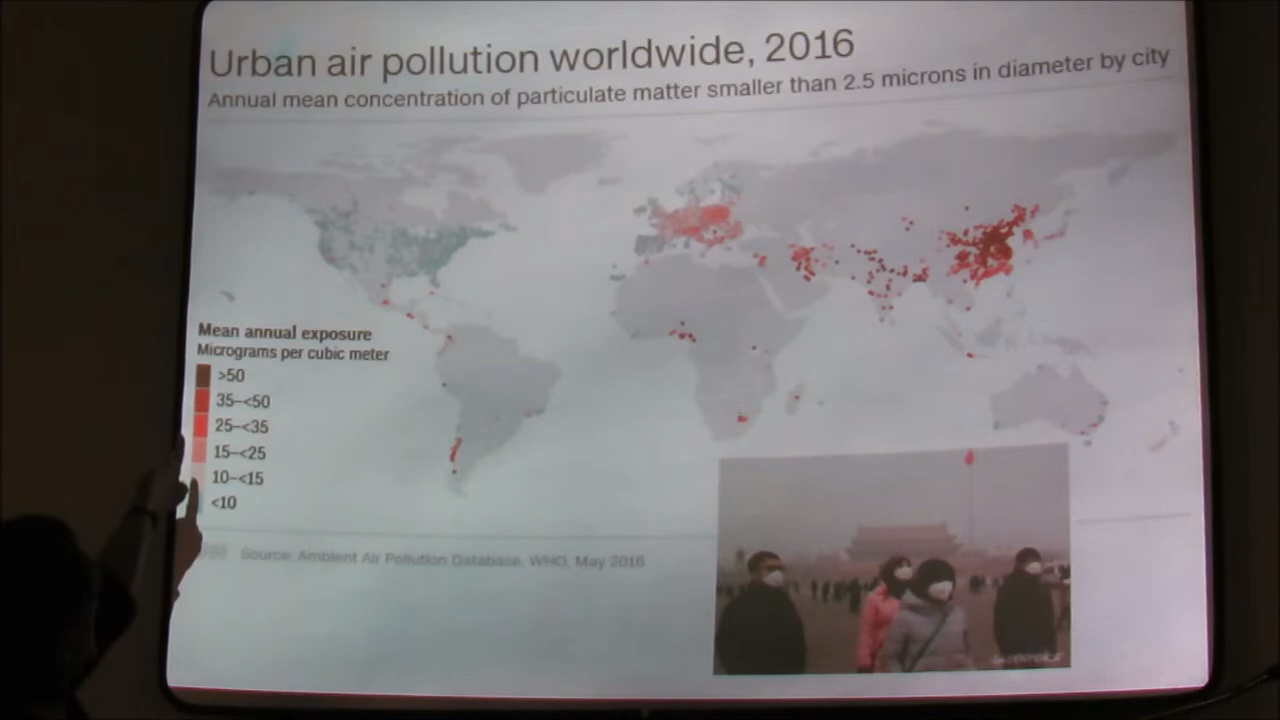 Urban air pollution worldwide, 2016
Annual mean concentration of particulate matter smaller than 2.5 microns in diameter by city
Mean annual exposure
Micrograms per cubic meter
>50
35–<50
25–<35
15–<25
10–<15
<10
Source: Ambient Air Pollution Database, WHO, May 2016